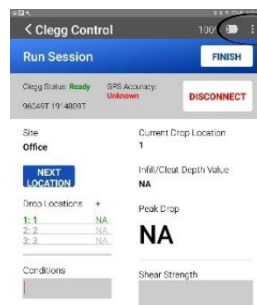 < Clegg Control 100%
Run Session FINISH
Clegg Status: Ready GPS Accuracy: Unknown
DISCONNECT
Site Current Drop Location
Office 1
NEXT LOCATION Infill/Cleat Depth Value
NA
Drop Locations + Peak Drop
1: 1 NA
2: 2 NA
3: 3 NA
NA
Conditions Shear Strength